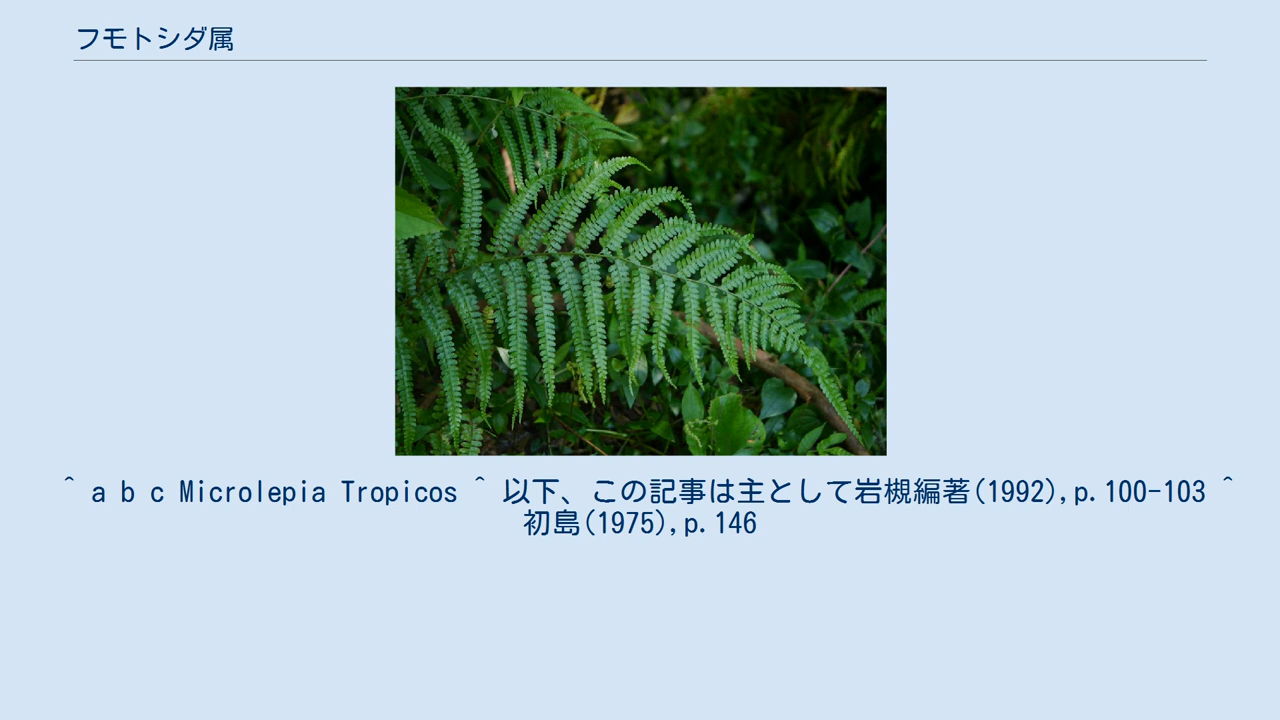 フモトシダ属
^ a b c Microlepia Tropicos ^ 以下、この記事は主として岩槻編著(1992),p.100-103 ^
初島(1975),p.146